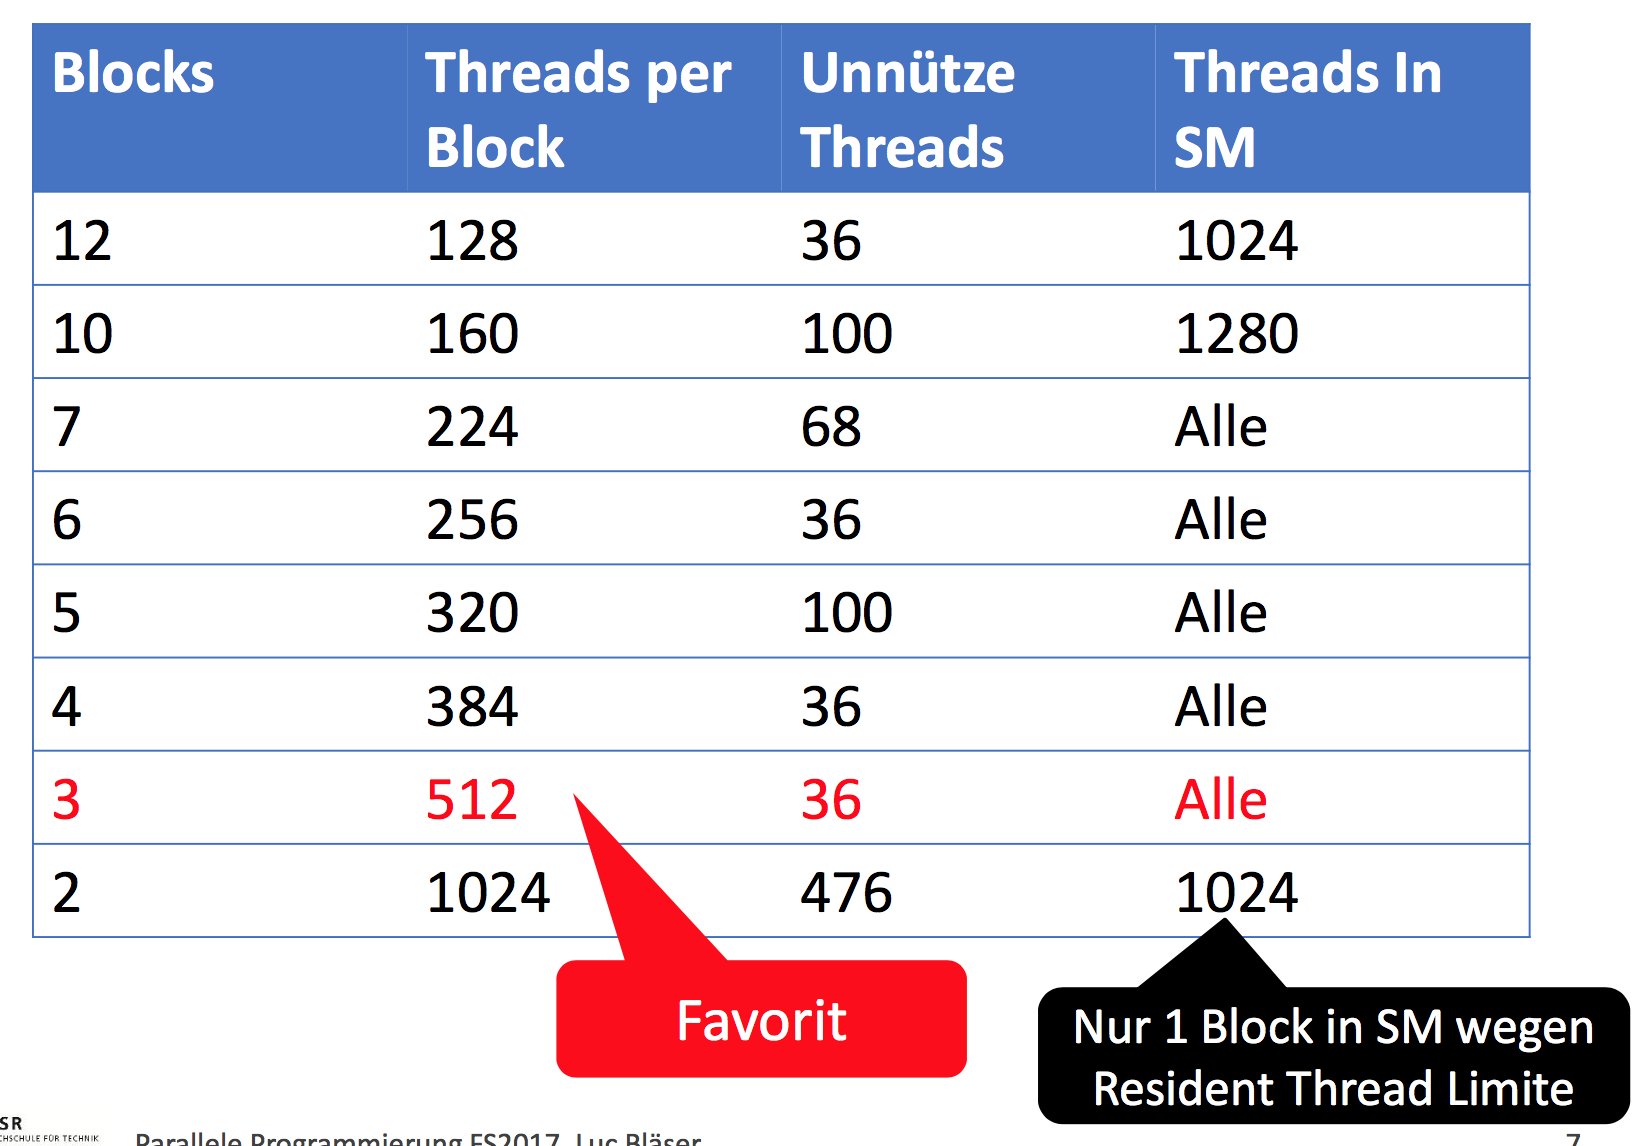 Blocks Threads per Block Unnütze Threads Threads In SM
12 128 36 1024
10 160 100 1280
7 224 68 Alle
6 256 36 Alle
5 320 100 Alle
4 384 36 Alle
3 512 36 Alle
2 1024 476 1024
Favorit
Nur 1 Block in SM wegen
Resident Thread Limite
SR
CHSCHULE FÜR TECHNIK
Parallele Programmierung FS2017, Luc Bläser
7